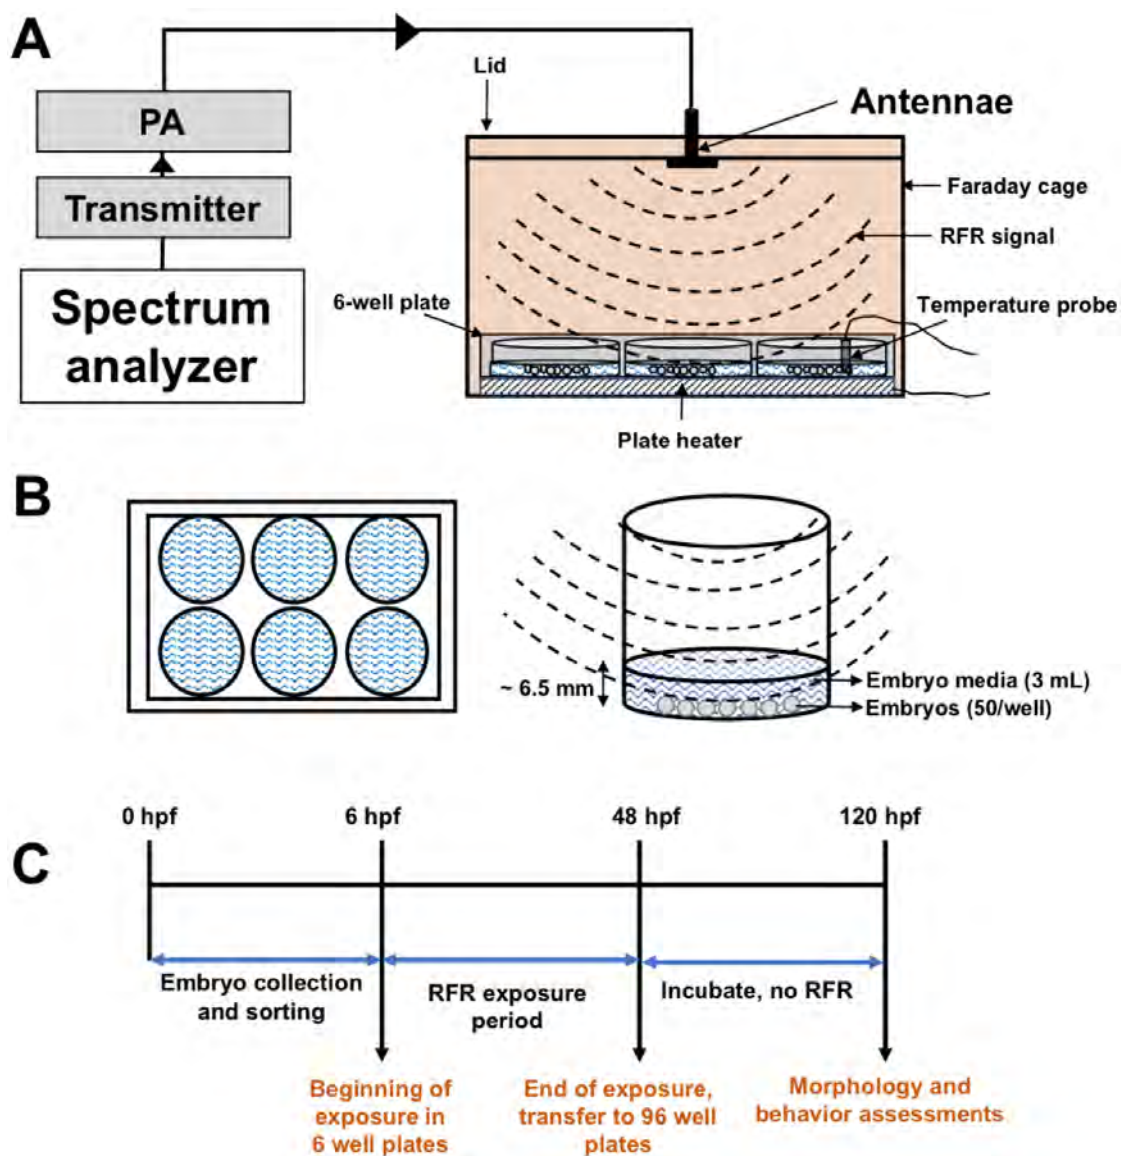 A
PA
Transmitter
Spectrum
analyzer
Lid
Antennae
Faraday cage
RFR signal
6-well plate
Temperature probe
Plate heater
B
~ 6.5 mm
Embryo media (3 mL)
Embryos (50/well)
C
0 hpf
6 hpf
48 hpf
120 hpf
Embryo collection
and sorting
RFR exposure
period
Incubate, no RFR
Beginning of
exposure in
6 well plates
End of exposure,
transfer to 96 well
plates
Morphology and
behavior assessments